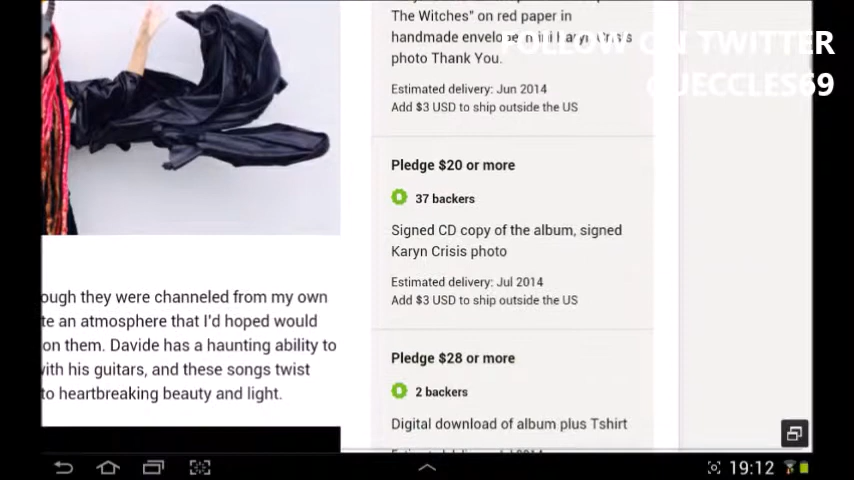 The Witches" on red paper in
handmade envelope mini Karyn Crisis
photo Thank You.
Estimated delivery: Jun 2014
Add $3 USD to ship outside the US
FOLLOW ON TWITTER
Pledge $20 or more
37 backers
Signed CD copy of the album, signed
Karyn Crisis photo
Estimated delivery: Jul 2014
Add $3 USD to ship outside the US
Pledge $28 or more
2 backers
Digital download of album plus Tshirt
ough they were channeled from my own
te an atmosphere that I'd hoped would
on them. Davide has a haunting ability to
with his guitars, and these songs twist
to heartbreaking beauty and light.
19:12